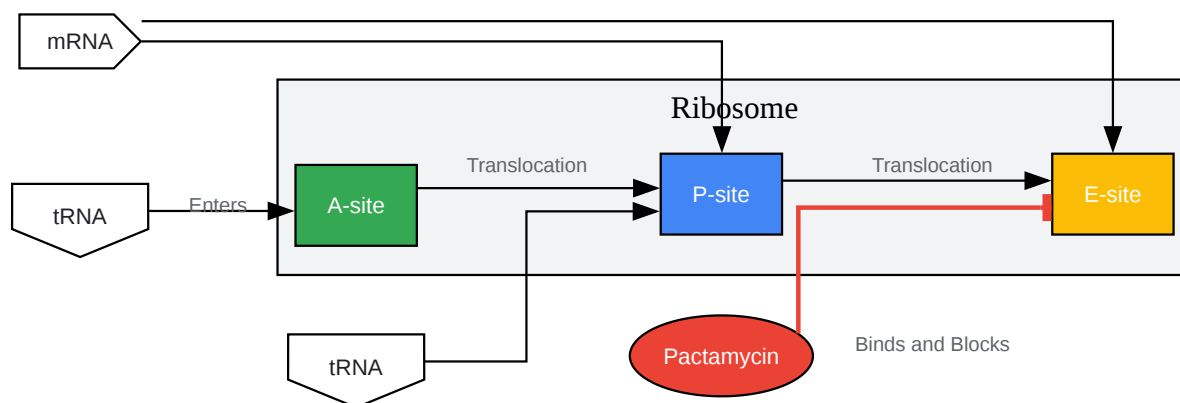 mRNA
Ribosome
Translocation
Translocation
A-site
P-site
E-site
tRNA
Enters
Pactamycin
Binds and Blocks
tRNA